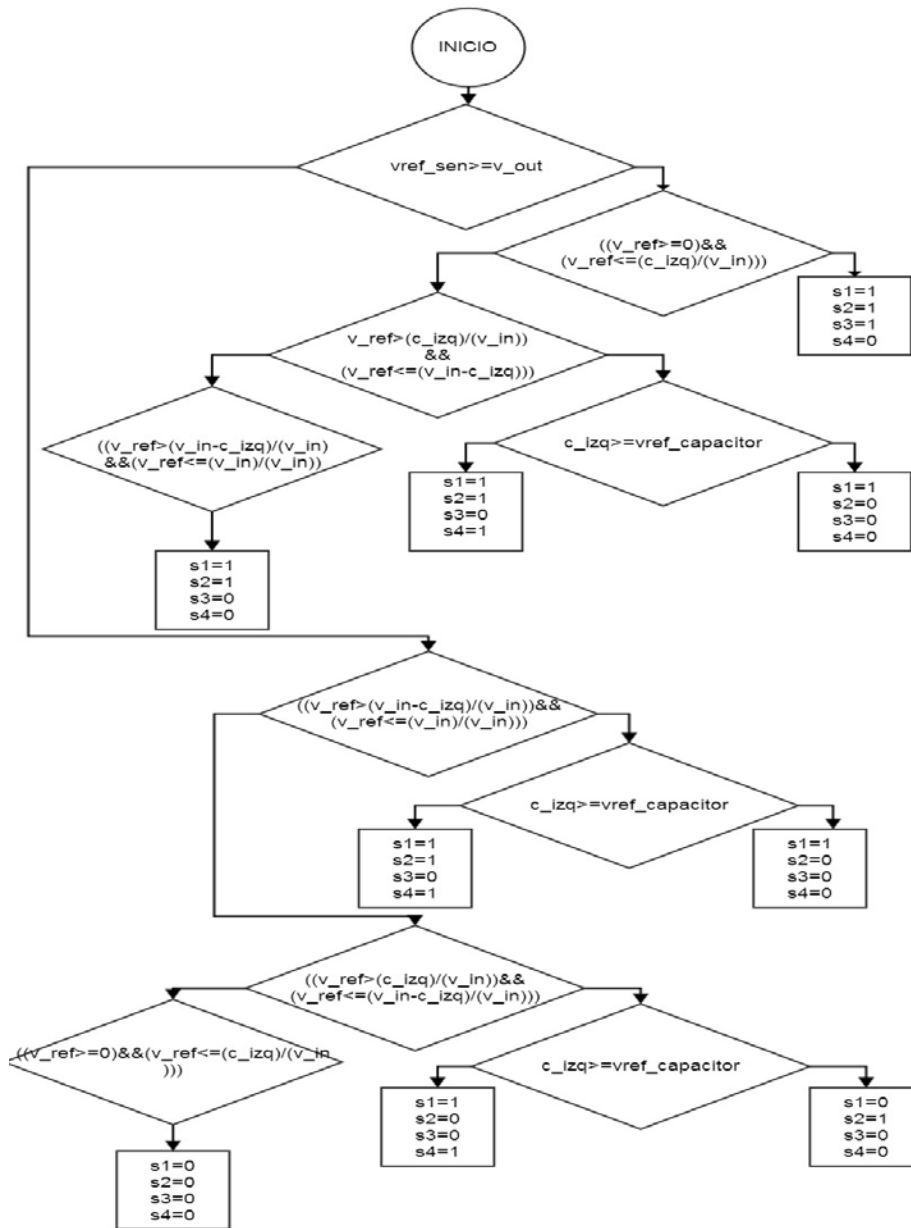 INICIO
vref_sen>=v_out
((v_ref>=0)&&
(v_ref<=(c_izq)/(v_in)))
s1=1
s2=1
s3=1
s4=0
v_ref>(c_izq)/(v_in))
&&
(v_ref<=(v_in-c_izq)))
((v_ref>(v_in-c_izq)/(v_in)
&&(v_ref<=(v_in)/(v_in))
c_izq>=vref_capacitor
s1=1
s2=1
s3=0
s4=1
s1=1
s2=0
s3=0
s4=0
s1=1
s2=1
s3=0
s4=0
((v_ref>(v_in-c_izq)/(v_in))&&
(v_ref<=(v_in)/(v_in)))
c_izq>=vref_capacitor
s1=1
s2=1
s3=0
s4=1
s1=1
s2=0
s3=0
s4=0
((v_ref>(c_izq)/(v_in))&&
(v_ref<=(v_in-c_izq)/(v_in)))
((v_ref>=0)&&(v_ref<=(c_izq)/(v_in
)))
c_izq>=vref_capacitor
s1=1
s2=0
s3=0
s4=1
s1=0
s2=1
s3=0
s4=0
s1=0
s2=0
s3=0
s4=0